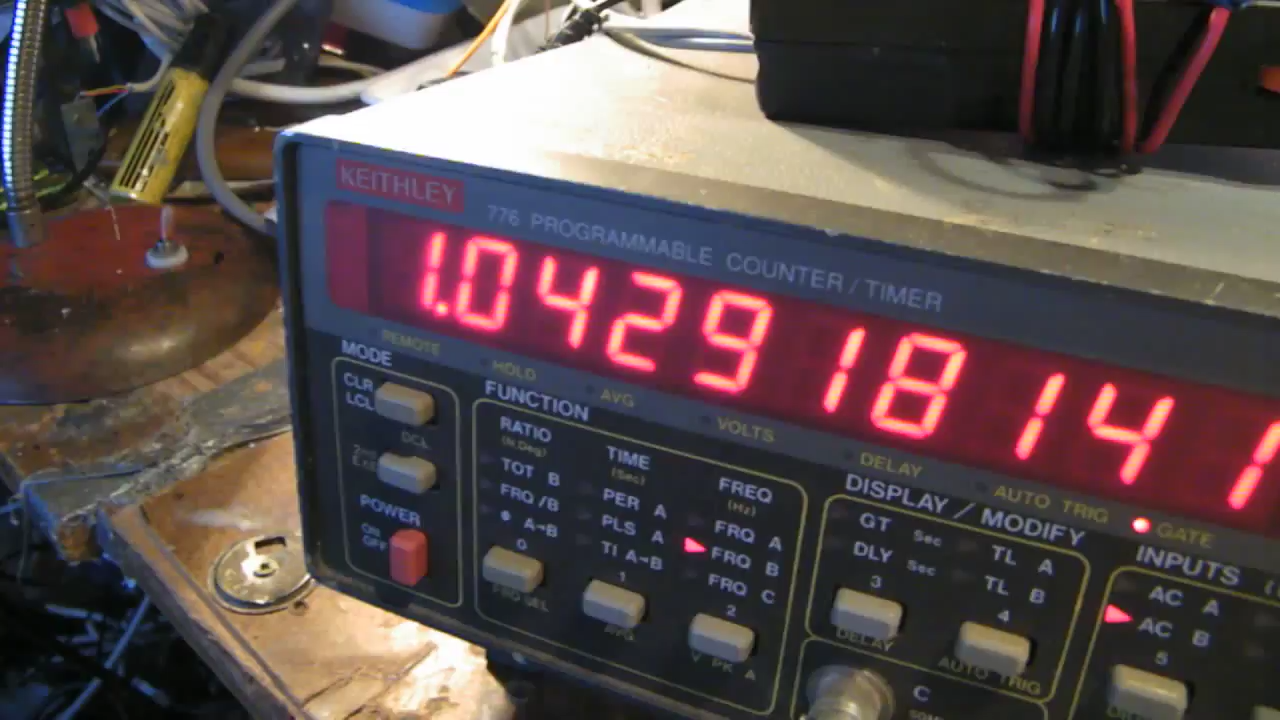 KEITHLEY
776 PROGRAMMABLE COUNTER / TIMER
1.04291814
REMOTE HOLD AVG VOLTS DELAY AUTO TRIG GATE
MODE
CLR
LCL
DCL
POWER
ON
OFF
FUNCTION
RATIO
TOT B
FRQ/B
A-B
0
FRQ SEL
TIME
(Sec)
PER A
PLS A
TI A-B
1
AVG
FREQ
(Hz)
FRQ A
FRQ B
FRQ C
2
V PK A
DISPLAY / MODIFY
GT Sec
DLY Sec
3
DELAY
TL A
TL B
4
AUTO TRIG
INPUTS
AC A
AC B
5
C